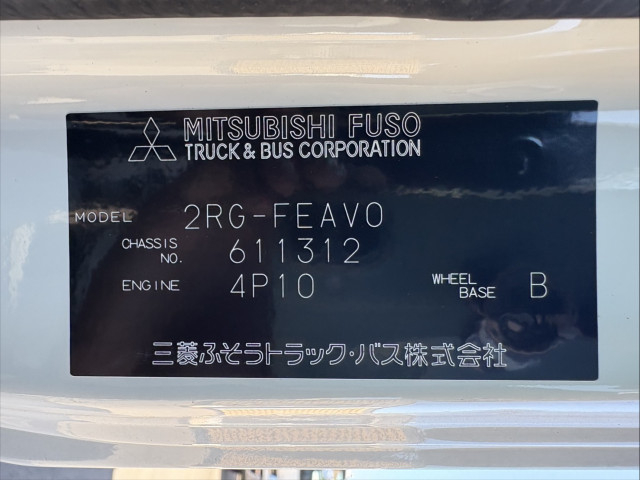 MITSUBISHI FUSO
TRUCK & BUS CORPORATION
MODEL 2RG-FEAV0
CHASSIS NO. 611312
ENGINE 4P10 WHEEL BASE B
三菱ふそうトラック・バス株式会社